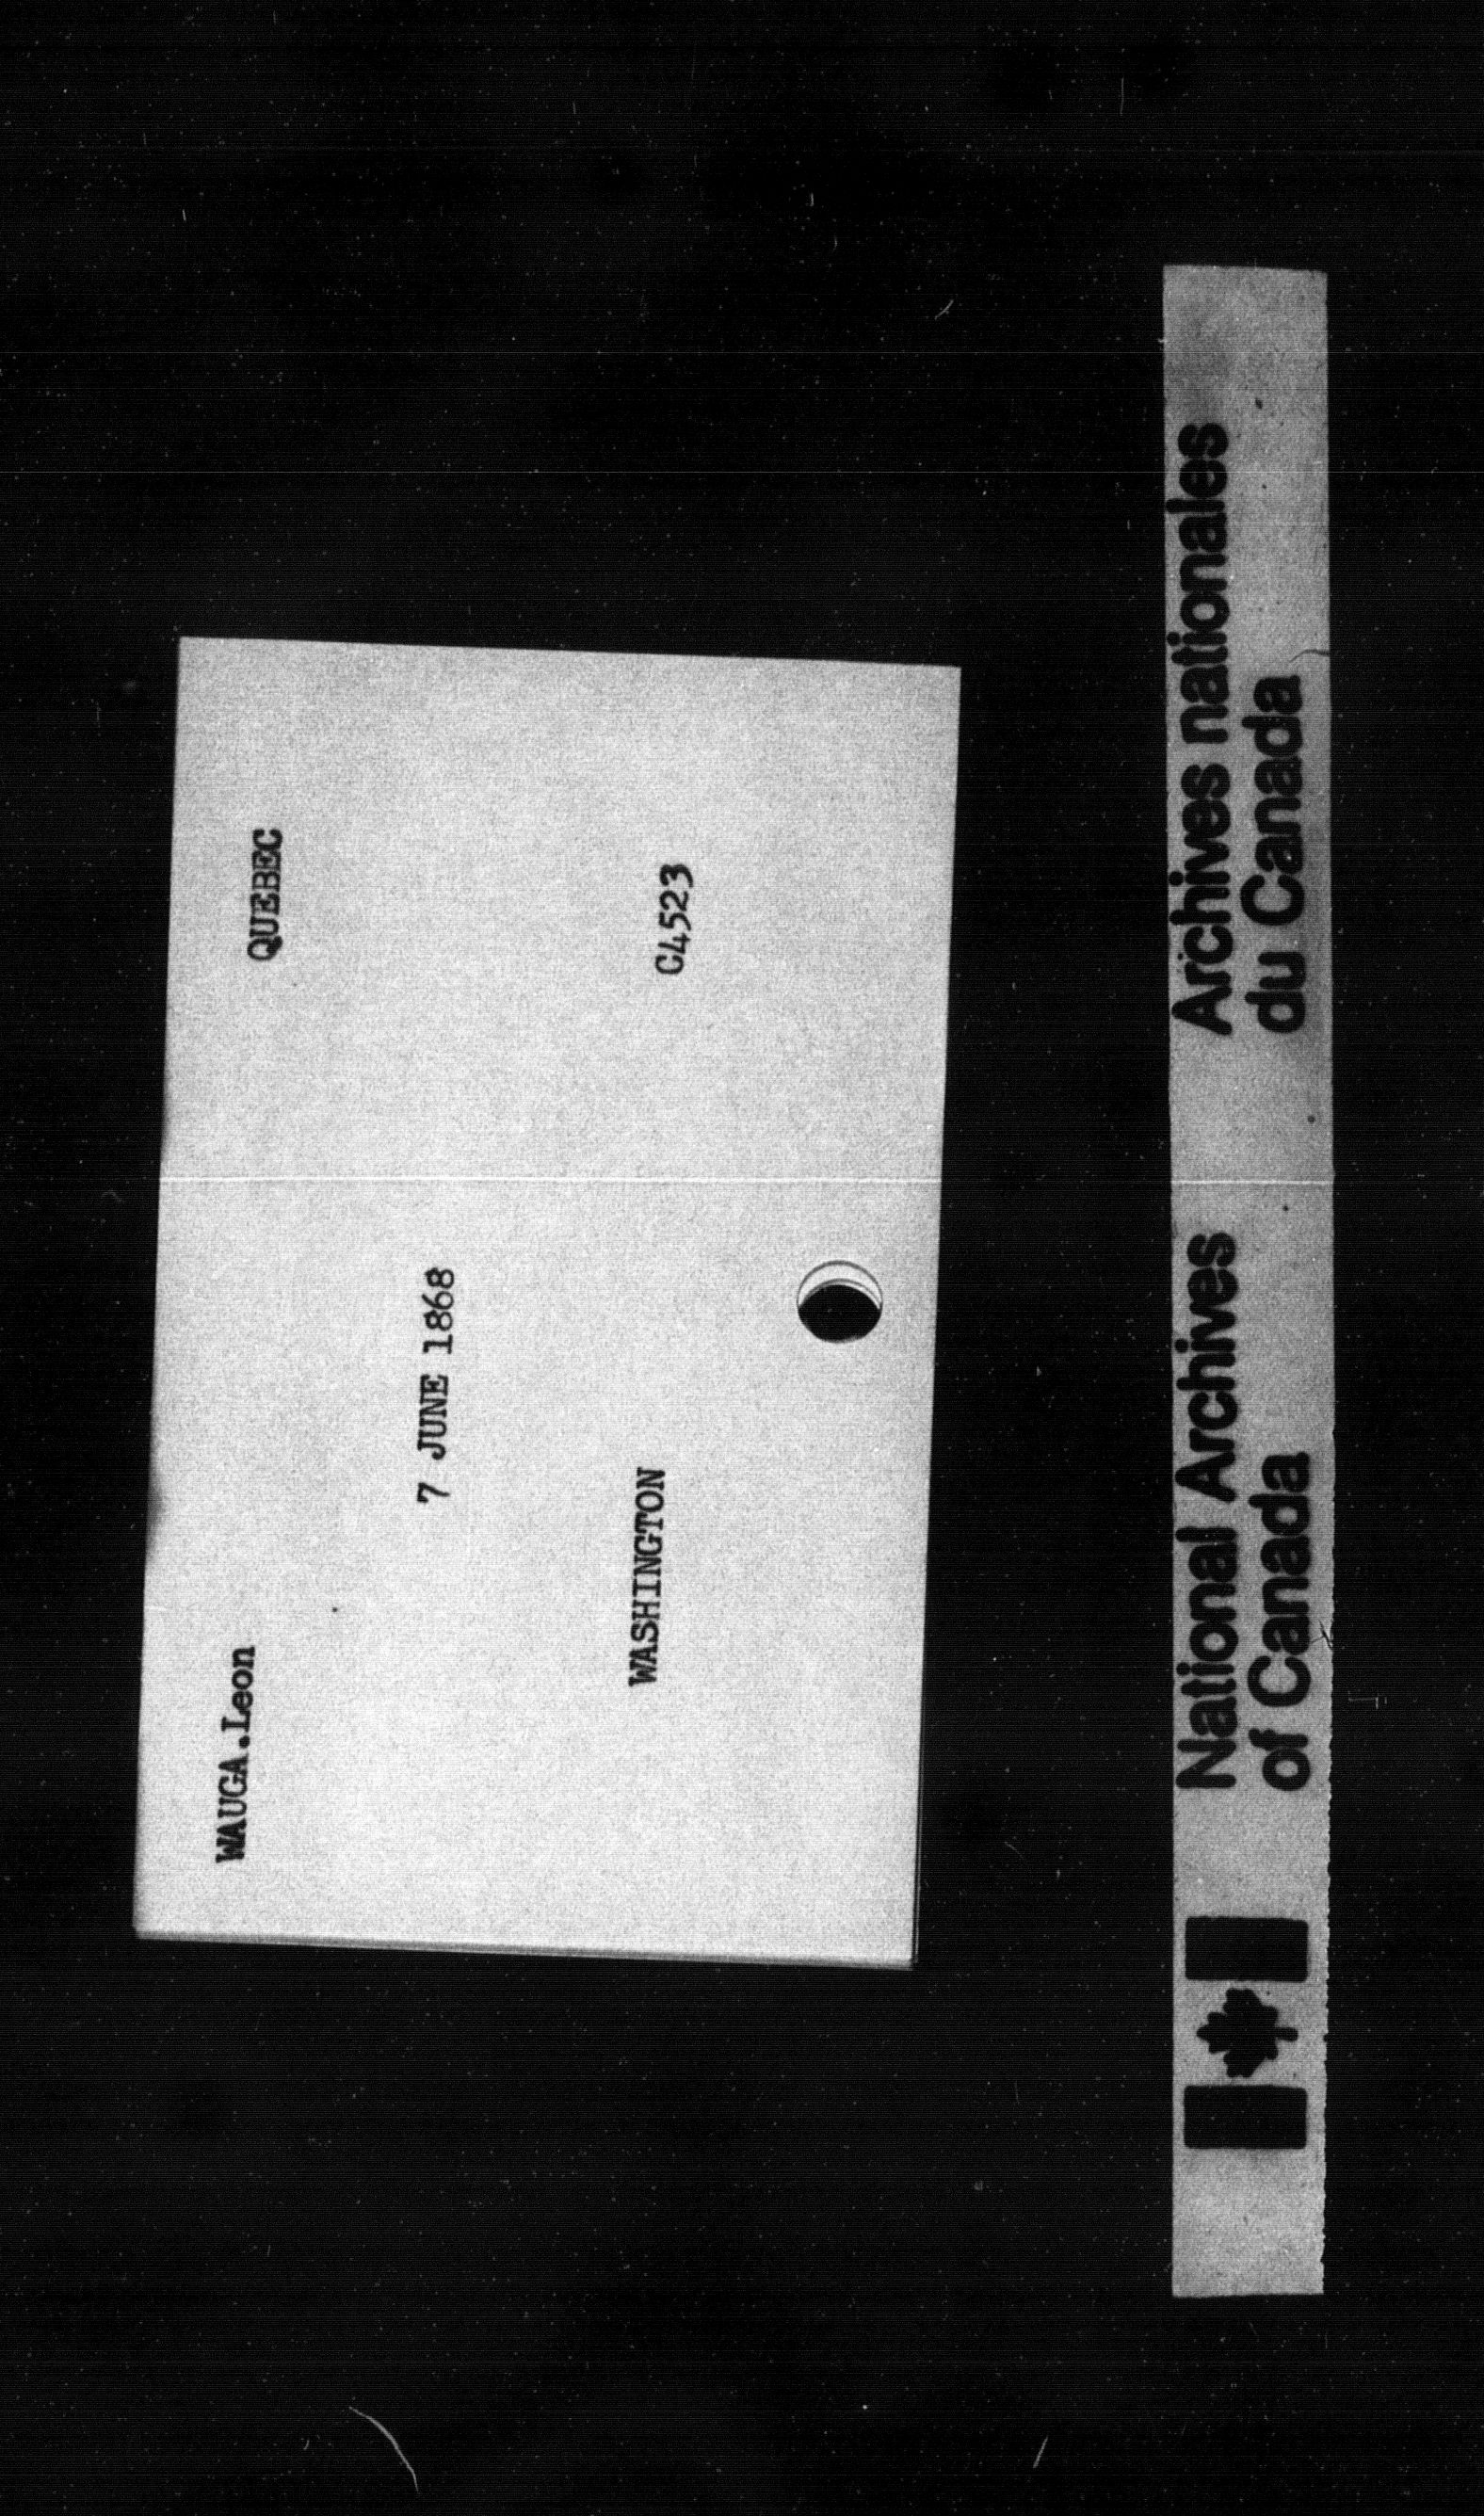 WAUGA.Leon QUEBEC
7 JUNE 1868
WASHINGTON C4523
National Archives
of Canada
Archives nationales
du Canada